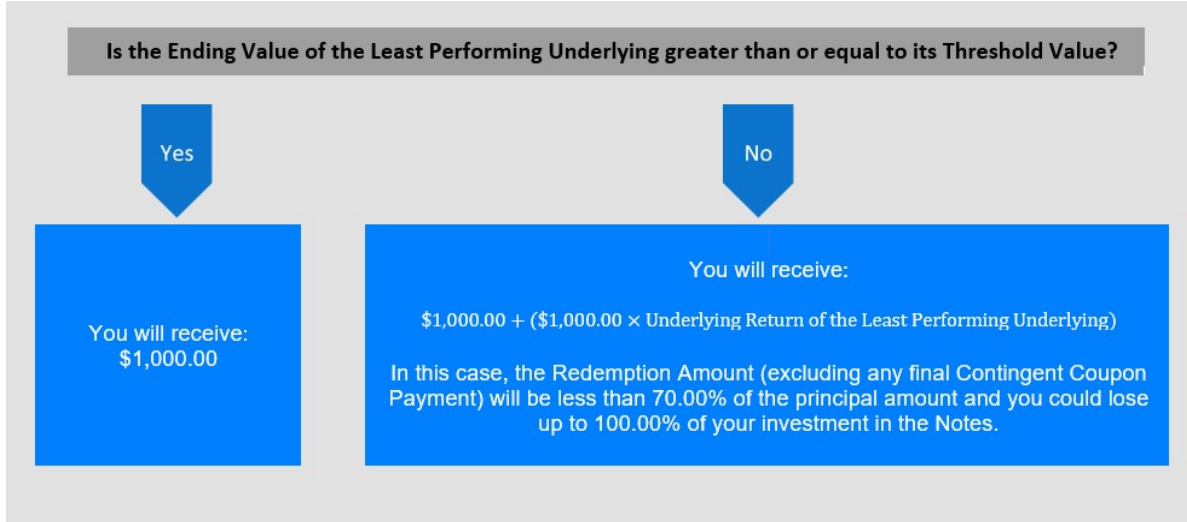 Is the Ending Value of the Least Performing Underlying greater than or equal to its Threshold Value?
Yes
No
You will receive:
$1,000.00
You will receive:
$1,000.00 + ($1,000.00 × Underlying Return of the Least Performing Underlying)
In this case, the Redemption Amount (excluding any final Contingent Coupon
Payment) will be less than 70.00% of the principal amount and you could lose
up to 100.00% of your investment in the Notes.